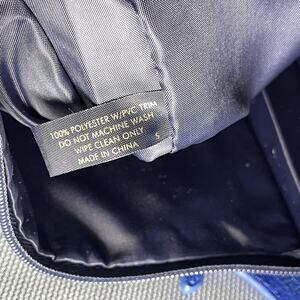 100% POLYESTER W/PVC TRIM
DO NOT MACHINE WASH
WIPE CLEAN ONLY
MADE IN CHINA
S